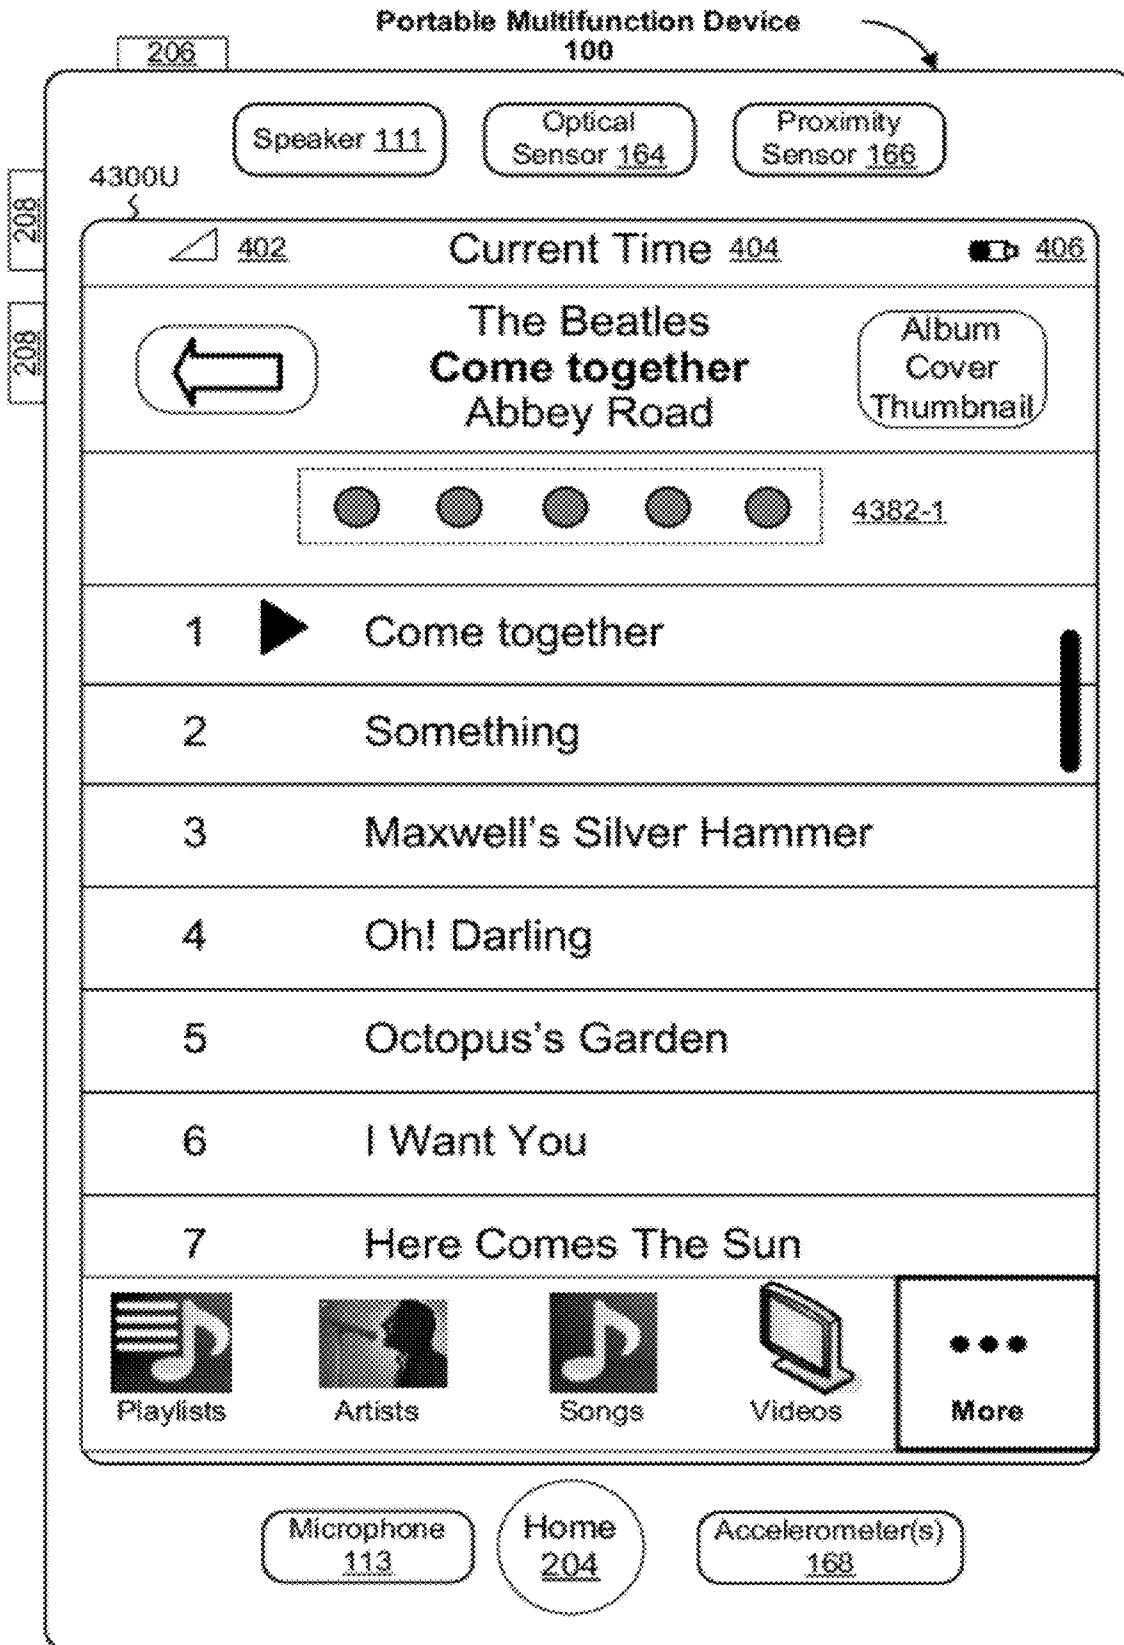 Portable Multifunction Device
100
206
Speaker 111
Optical
Sensor 164
Proximity
Sensor 166
4300U
208
208
402
Current Time 404
406
The Beatles
Come together
Abbey Road
Album
Cover
Thumbnail
4382-1
1 Come together
2 Something
3 Maxwell's Silver Hammer
4 Oh! Darling
5 Octopus's Garden
6 I Want You
7 Here Comes The Sun
Playlists
Artists
Songs
Videos
More
Microphone
113
Home
204
Accelerometer(s)
168